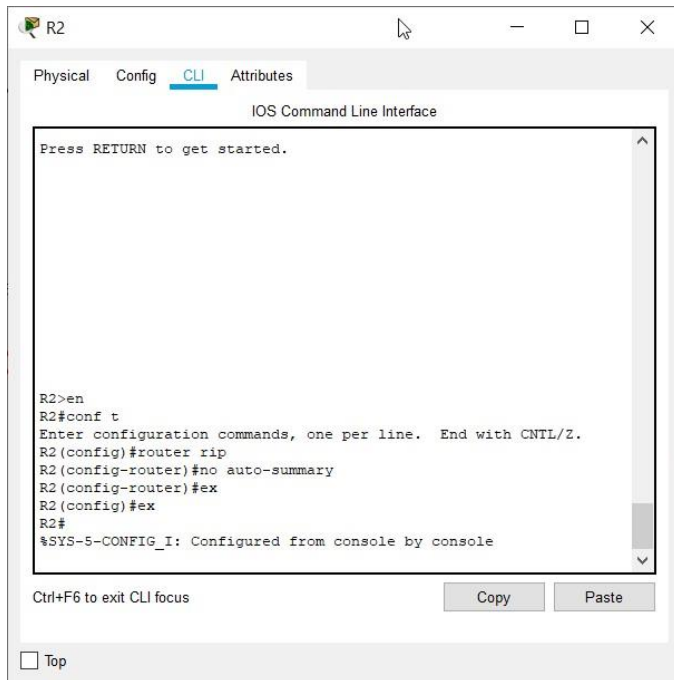 R2
Physical Config CLI Attributes
IOS Command Line Interface
Press RETURN to get started.
R2>en
R2#conf t
Enter configuration commands, one per line.  End with CNTL/Z.
R2(config)#router rip
R2(config-router)#no auto-summary
R2(config-router)#ex
R2(config)#ex
R2#
%SYS-5-CONFIG_I: Configured from console by console
Ctrl+F6 to exit CLI focus
Copy Paste
Top